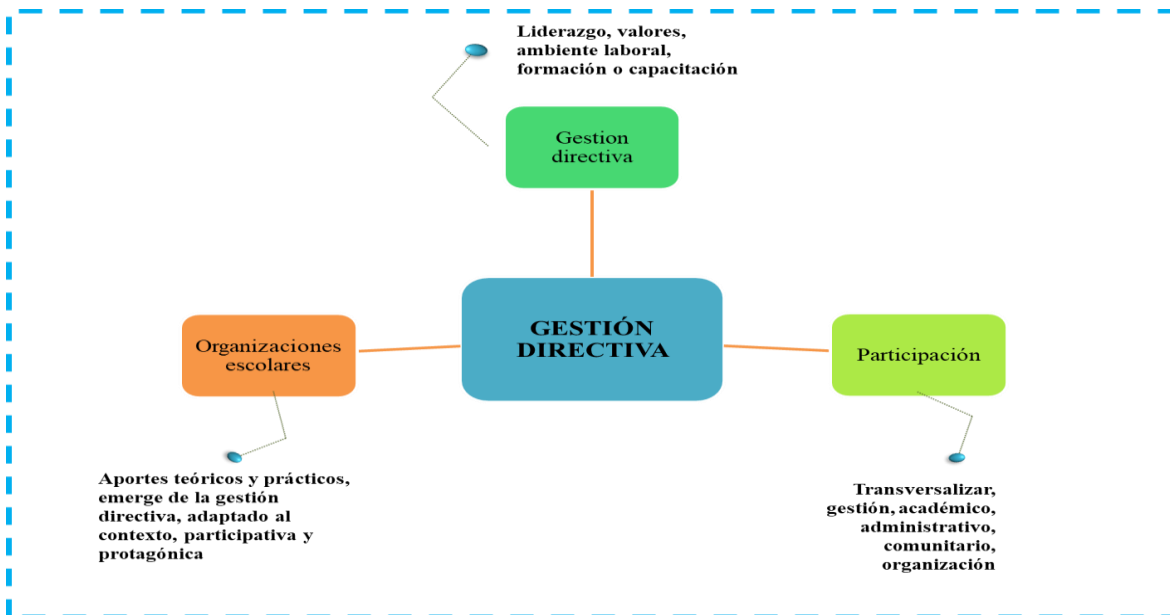 Liderazgo, valores,
ambiente laboral,
formación o capacitación
Gestion
directiva
GESTIÓN
DIRECTIVA
Organizaciones
escolares
Participación
Aportes teóricos y prácticos,
emerge de la gestión
directiva, adaptado al
contexto, participativa y
protagónica
Transversalizar,
gestión, académico,
administrativo,
comunitario,
organización